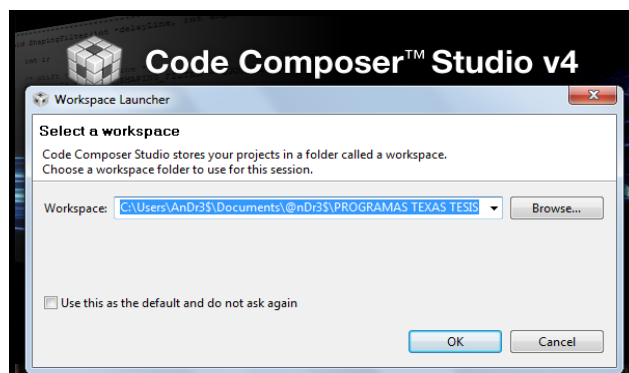 Code Composer™ Studio v4
Workspace Launcher
Select a workspace
Code Composer Studio stores your projects in a folder called a workspace.
Choose a workspace folder to use for this session.
Workspace: C:\Users\AnDr3$\Documents\@nDr3$\PROGRAMAS TEXAS TESIS Browse...
Use this as the default and do not ask again
OK Cancel